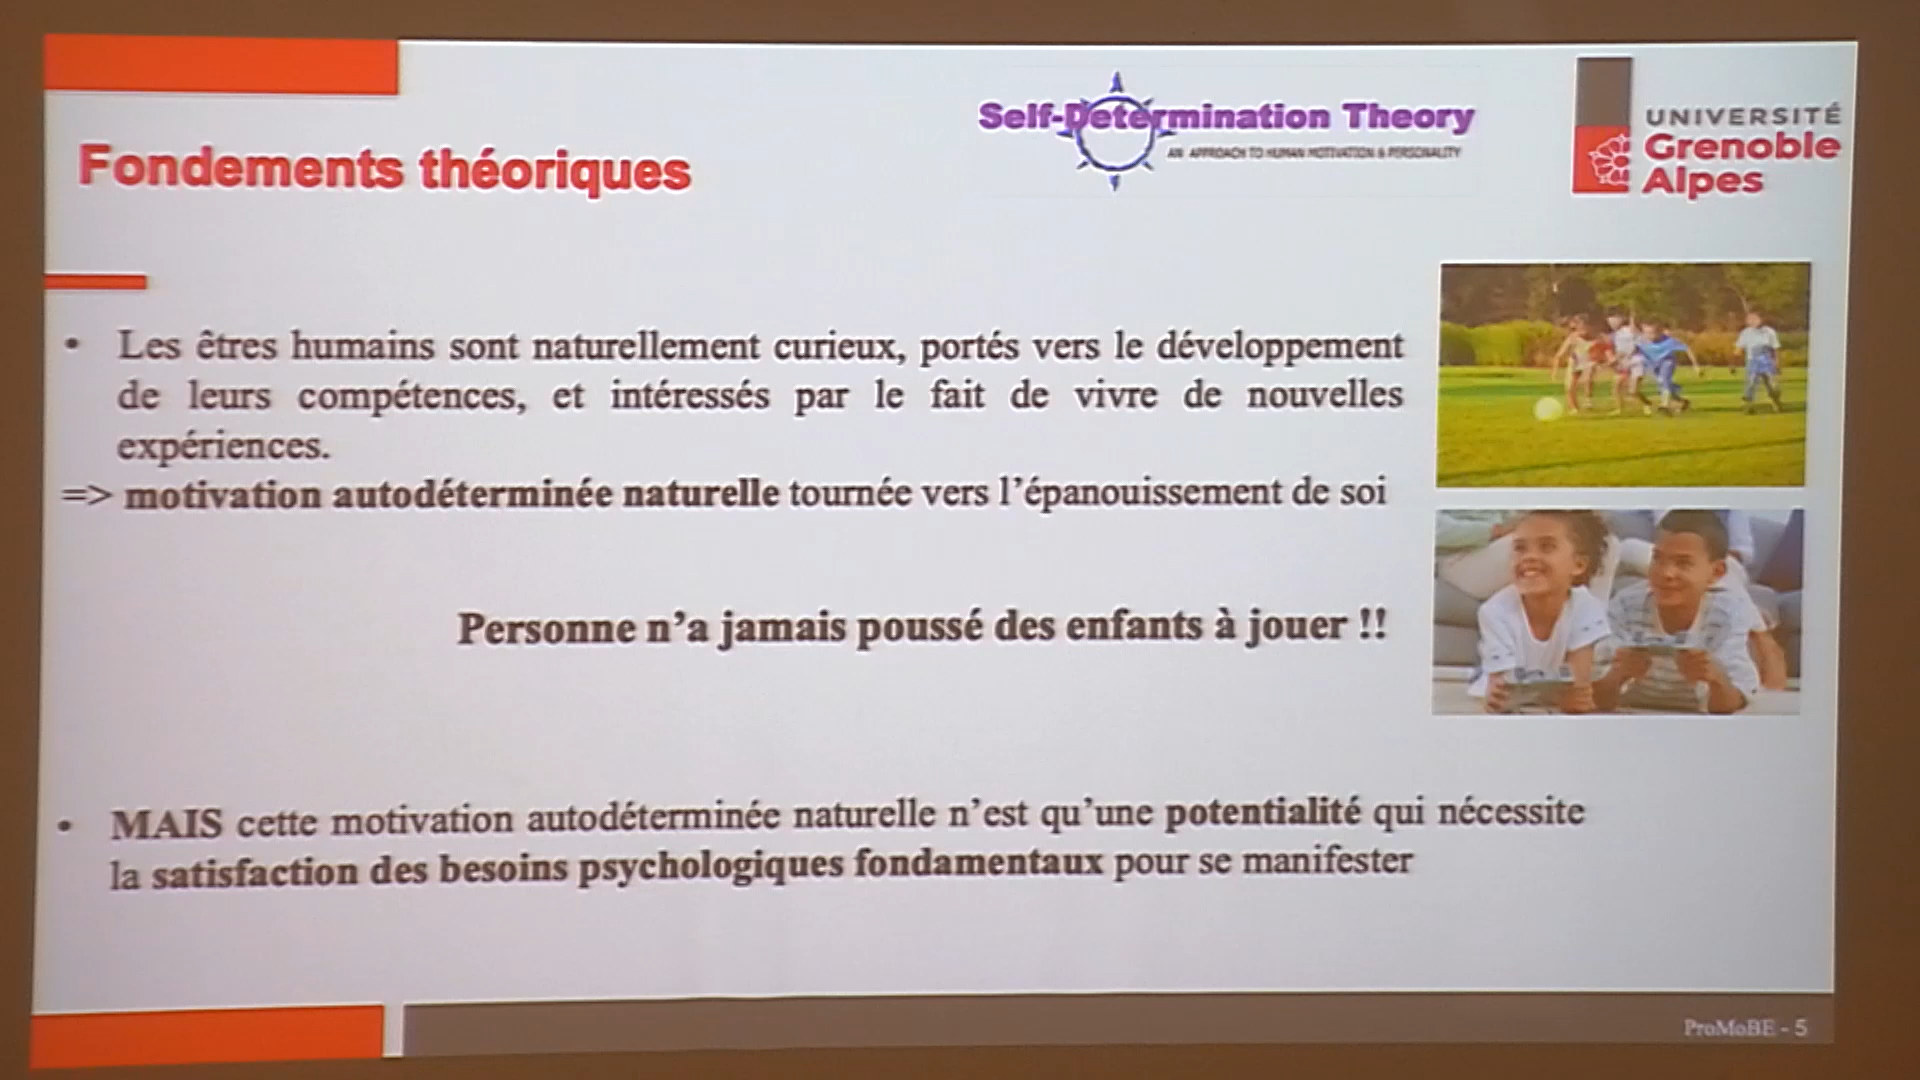 Self-Determination Theory
AN APPROACH TO HUMAN MOTIVATION & PERSONALITY
UNIVERSITÉ
Grenoble
Alpes
Fondements théoriques
• Les êtres humains sont naturellement curieux, portés vers le développement
de leurs compétences, et intéressés par le fait de vivre de nouvelles
expériences.
=> motivation autodéterminée naturelle tournée vers l’épanouissement de soi
Personne n’a jamais poussé des enfants à jouer !!
• MAIS cette motivation autodéterminée naturelle n’est qu’une potentialité qui nécessite
la satisfaction des besoins psychologiques fondamentaux pour se manifester
ProMoBE - 5